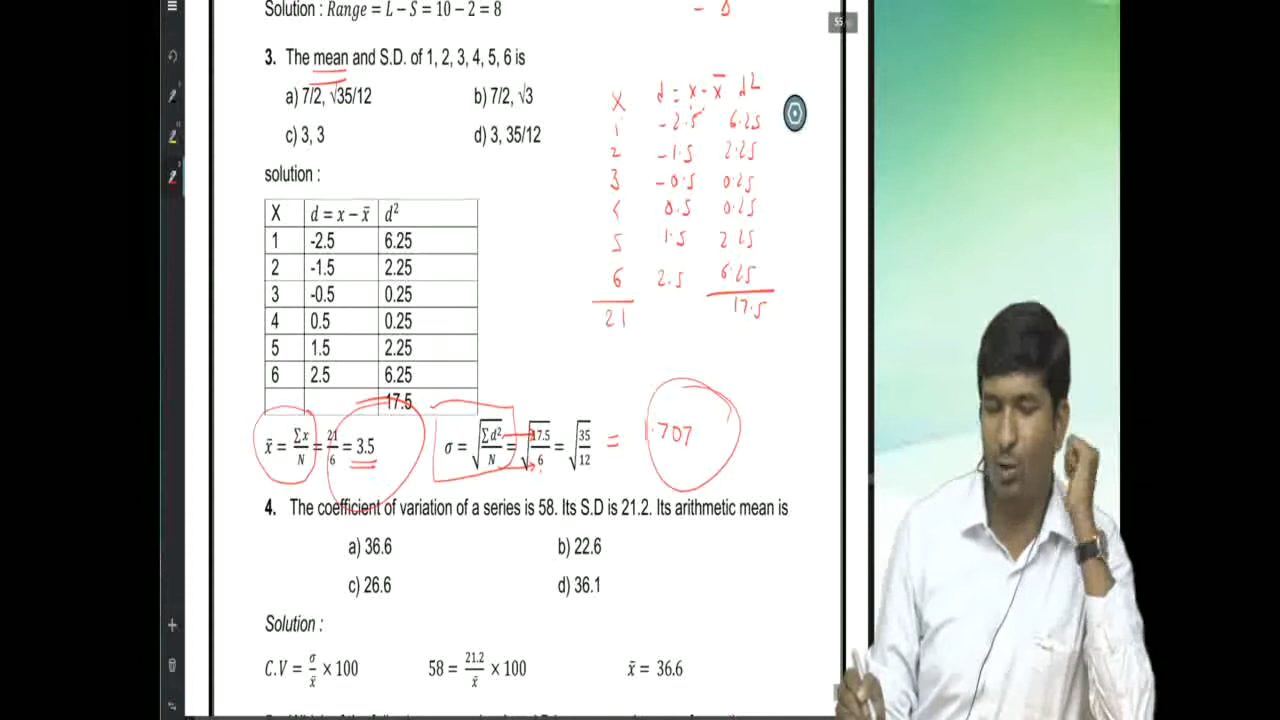 Solution : Range = L − S = 10 − 2 = 8
55
3. The mean and S.D. of 1, 2, 3, 4, 5, 6 is
a) 7/2, √35/12 b) 7/2, √3
c) 3, 3 d) 3, 35/12
solution :
X d = x − x̄ d²
1 -2.5 6.25
2 -1.5 2.25
3 -0.5 0.25
4 0.5 0.25
5 1.5 2.25
6 2.5 6.25
17.5
X d = x − x̄ d²
1 -2.5 6.25
2 -1.5 2.25
3 -0.5 0.25
4 0.5 0.25
5 1.5 2.25
6 2.5 6.25
21 17.5
x̄ = ∑x/N = 21/6 = 3.5 σ = √(∑d²/N) = √(17.5/6) = √(35/12) = 1.707
4. The coefficient of variation of a series is 58. Its S.D is 21.2. Its arithmetic mean is
a) 36.6 b) 22.6
c) 26.6 d) 36.1
Solution :
C.V = σ/x̄ × 100 58 = 21.2/x̄ × 100 x̄ = 36.6